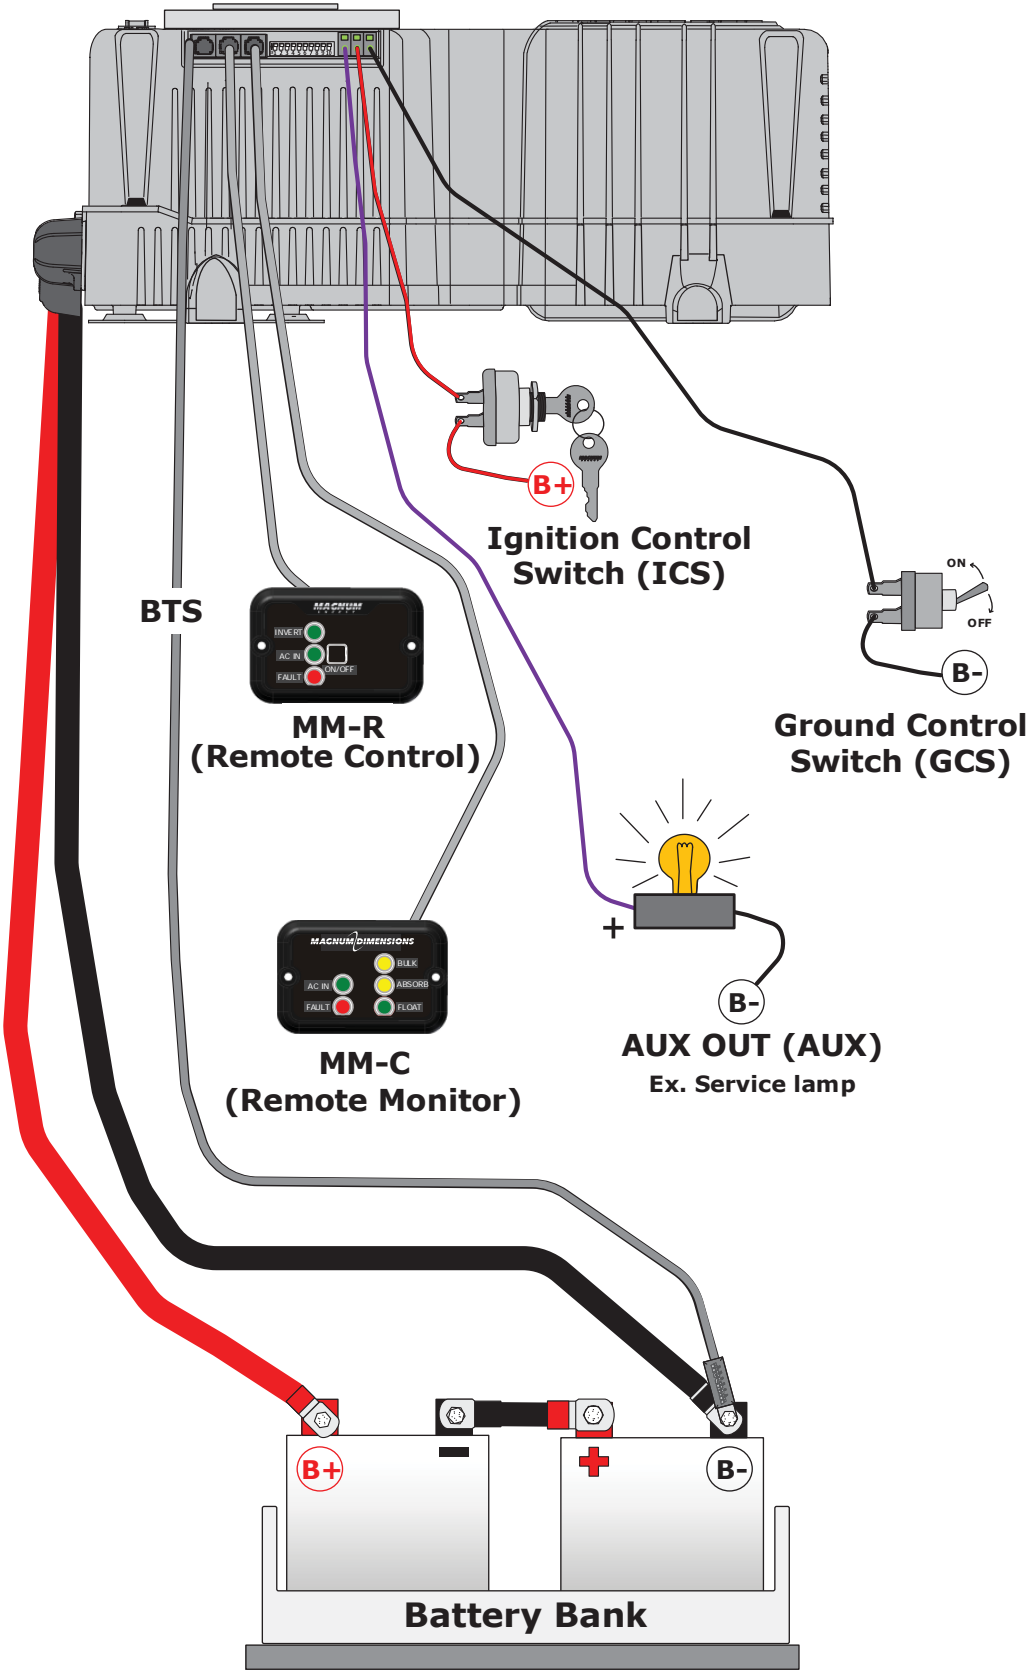 B+
Ignition Control
Switch (ICS)
ON
OFF
BTS
MAGNUM
ENERGY
INVERT
AC IN
ON/OFF
FAULT
B-
MM-R
(Remote Control)
Ground Control
Switch (GCS)
+
MAGNUM DIMENSIONS
BULK
AC IN
ABSORB
FAULT
FLOAT
B-
AUX OUT (AUX)
Ex. Service lamp
MM-C
(Remote Monitor)
B+
B-
Battery Bank